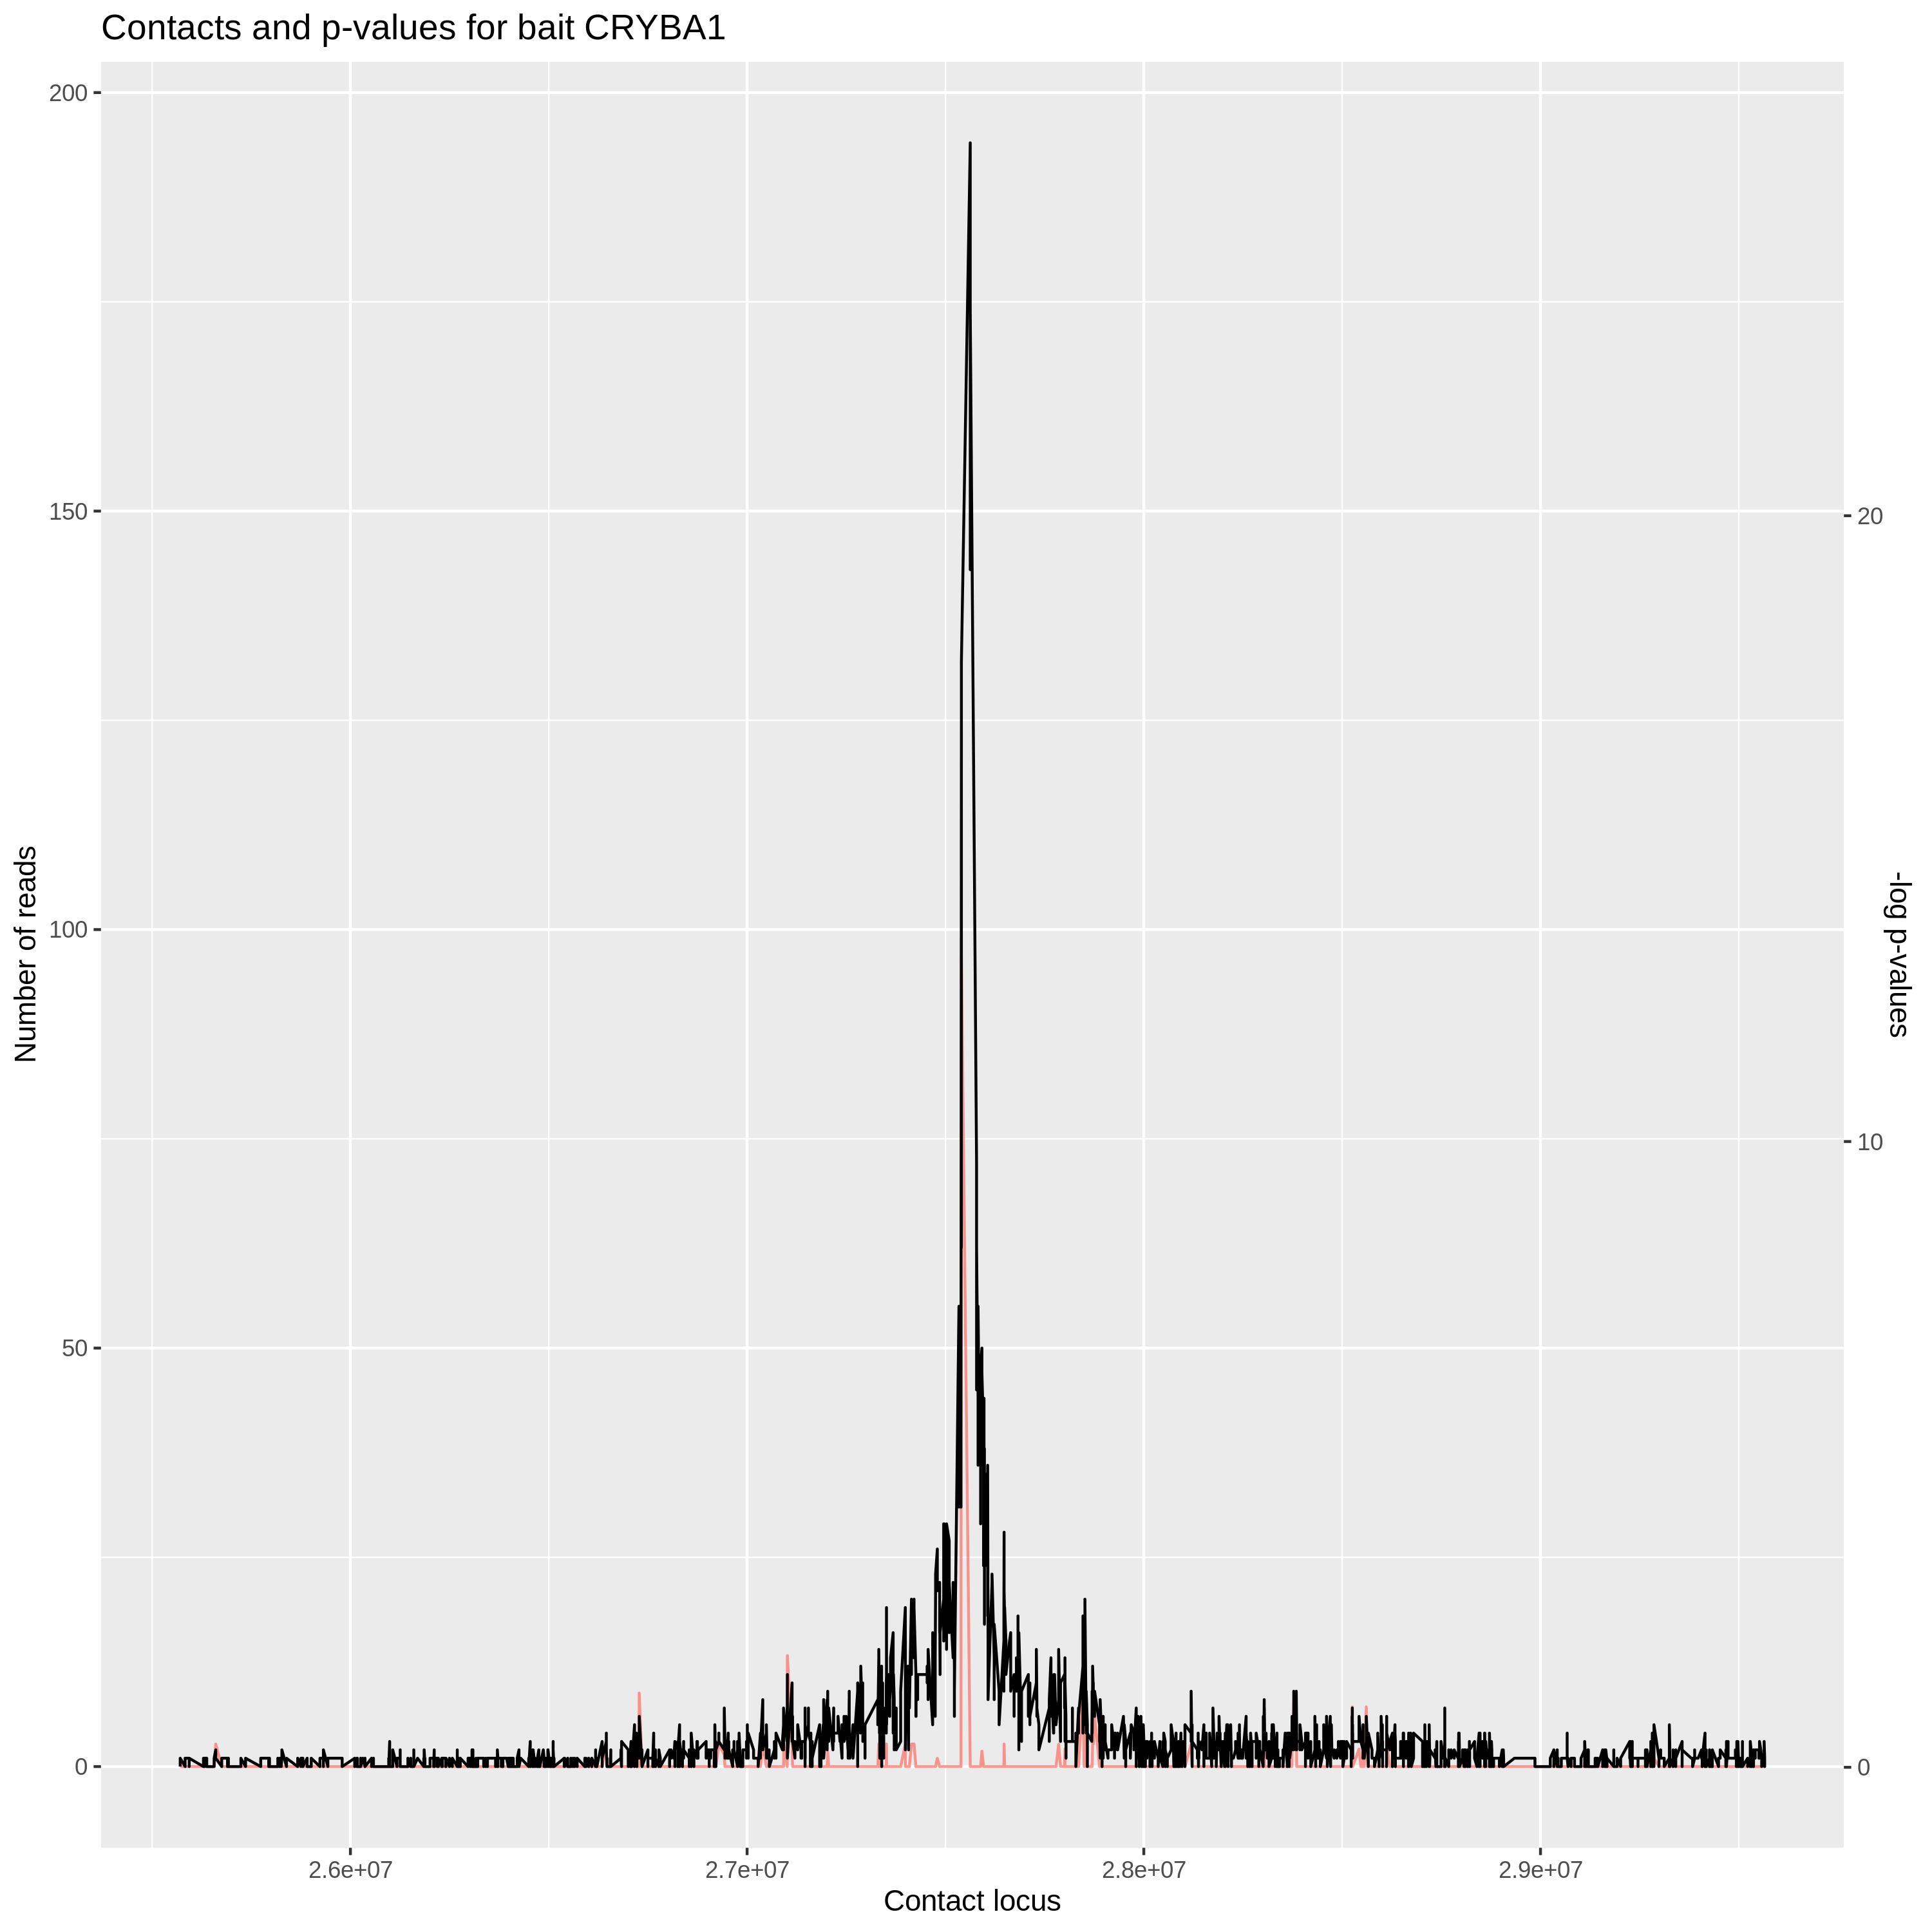 Contacts and p-values for bait CRYBA1
200
150
100
50
0
Number of reads
20
10
0
-log p-values
2.6e+07
2.7e+07
2.8e+07
2.9e+07
Contact locus